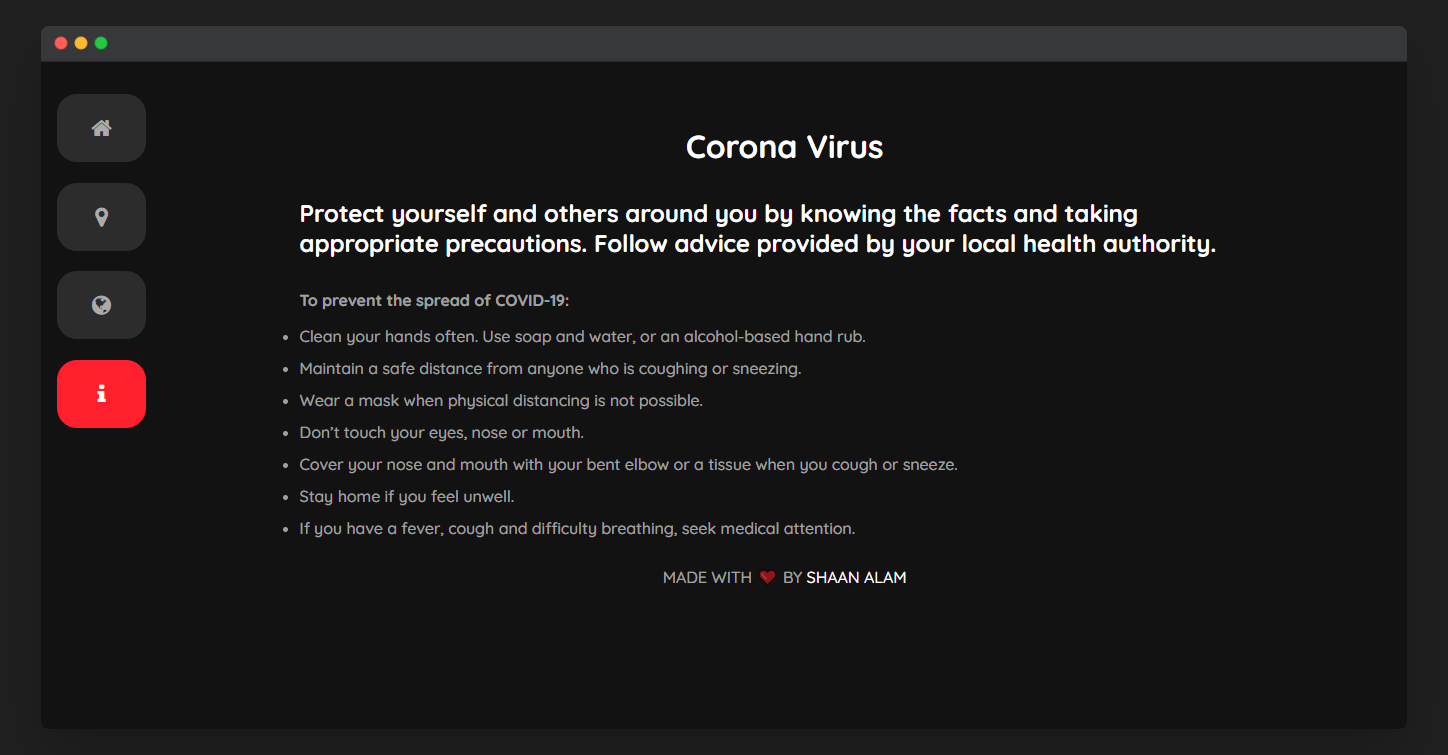 Corona Virus
Protect yourself and others around you by knowing the facts and taking
appropriate precautions. Follow advice provided by your local health authority.
To prevent the spread of COVID-19:
Clean your hands often. Use soap and water, or an alcohol-based hand rub.
Maintain a safe distance from anyone who is coughing or sneezing.
Wear a mask when physical distancing is not possible.
Don’t touch your eyes, nose or mouth.
Cover your nose and mouth with your bent elbow or a tissue when you cough or sneeze.
Stay home if you feel unwell.
If you have a fever, cough and difficulty breathing, seek medical attention.
MADE WITH ❤ BY SHAAN ALAM